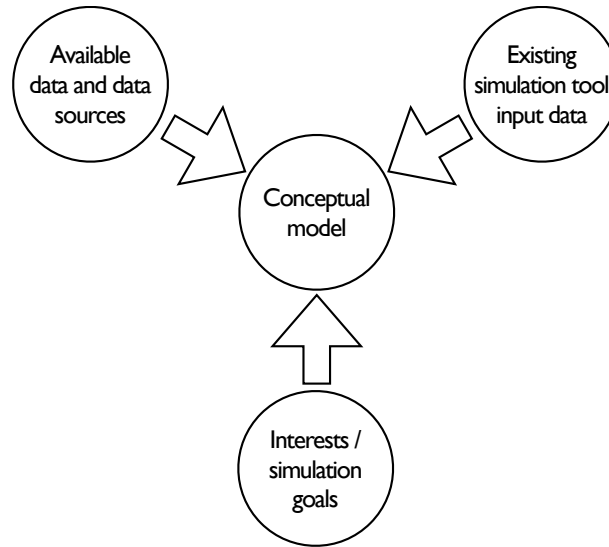 Available
data and data
sources
Existing
simulation tool
input data
Conceptual
model
Interests /
simulation
goals